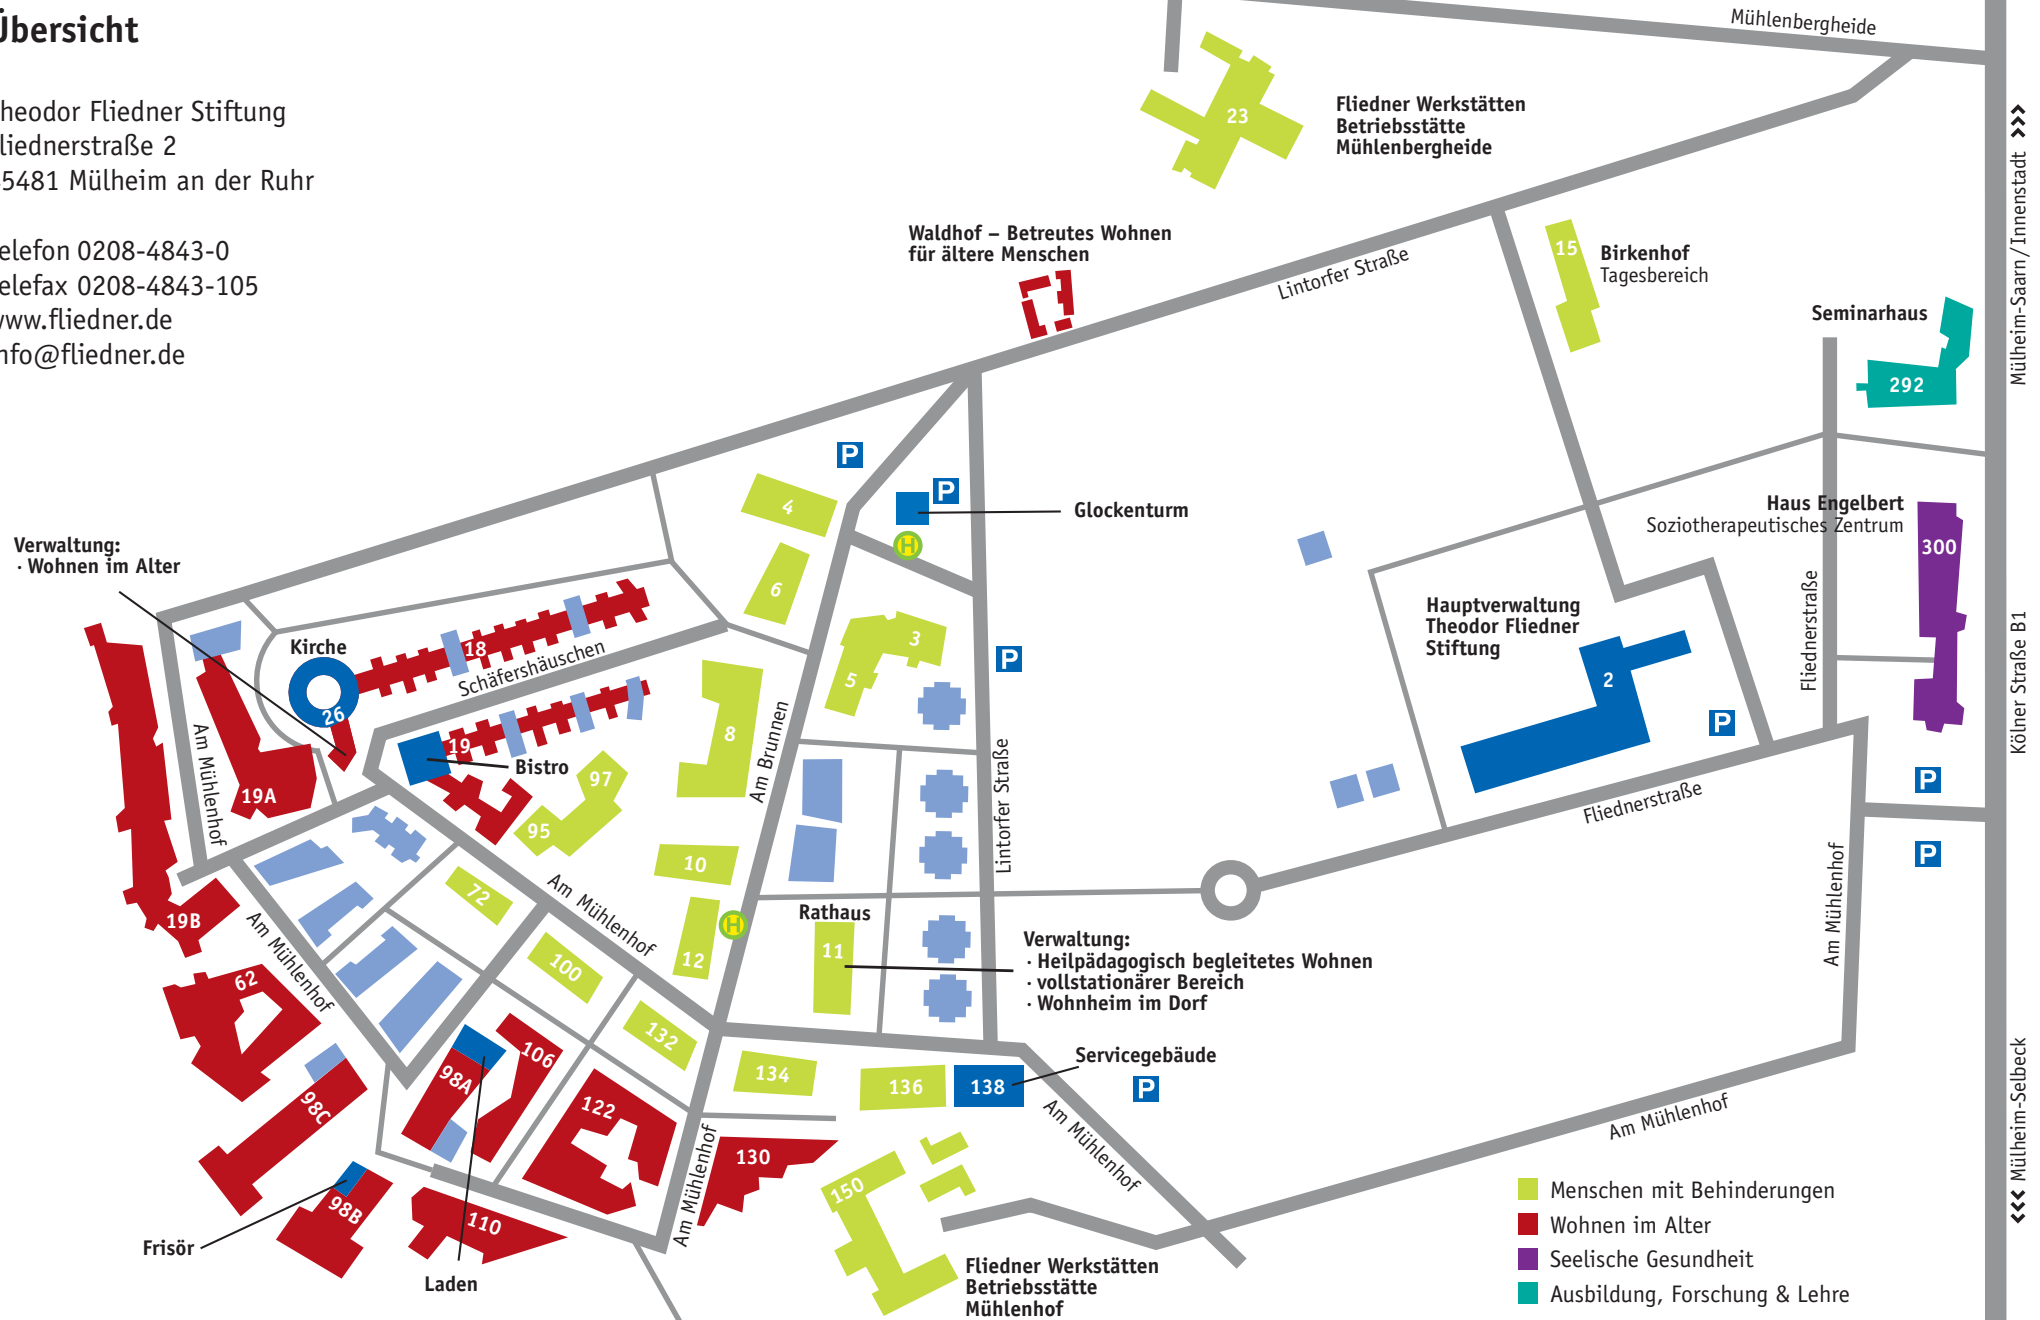 Übersicht
heodor Fliedner Stiftung
liednerstraße 2
5481 Mülheim an der Ruhr
elefon 0208-4843-0
elefax 0208-4843-105
ww.fliedner.de
nfo@fliedner.de
Mühlenbergheide
23
Fliedner Werkstätten
Betriebsstätte
Mühlenbergheide
Mülheim-Saarn/Innenstadt
Waldhof – Betreutes Wohnen
für ältere Menschen
Lintorfer Straße
15
Birkenhof
Tagesbereich
Seminarhaus
292
P
P
4
Glockenturm
H
Haus Engelbert
Soziotherapeutisches Zentrum
300
Verwaltung:
· Wohnen im Alter
6
Hauptverwaltung
Theodor Fliedner
Stiftung
2
Fliednerstraße
Kölner Straße B1
3
5
P
P
Kirche
18
Schäfershäuschen
26
19
Bistro
8
Am Brunnen
Am Mühlenhof
19A
97
95
Lintorfer Straße
Fliednerstraße
P
P
10
72
Am Mühlenhof
Am Mühlenhof
19B
Am Mühlenhof
Rathaus
11
H
12
100
Verwaltung:
· Heilpädagogisch begleitetes Wohnen
· vollstationärer Bereich
· Wohnheim im Dorf
62
132
106
98A
134
136
138
Servicegebäude
P
98C
122
Am Mühlenhof
Am Mühlenhof
Am Mühlenhof
130
150
98B
110
Frisör
Laden
Fliedner Werkstätten
Betriebsstätte
Mühlenhof
Menschen mit Behinderungen
Wohnen im Alter
Seelische Gesundheit
Ausbildung, Forschung & Lehre
Mülheim-Selbeck